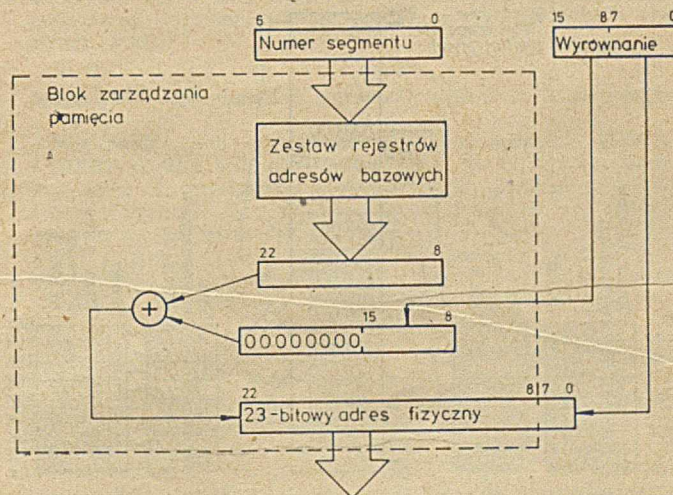 6 0
15 8 7 0
Numer segmentu
Wyrównanie
Blok zarządzania
pamięcia
Zestaw rejestrów
adresów bazowych
22 8
+
15 8
00000000
22 8 7 0
23-bitowy adres fizyczny